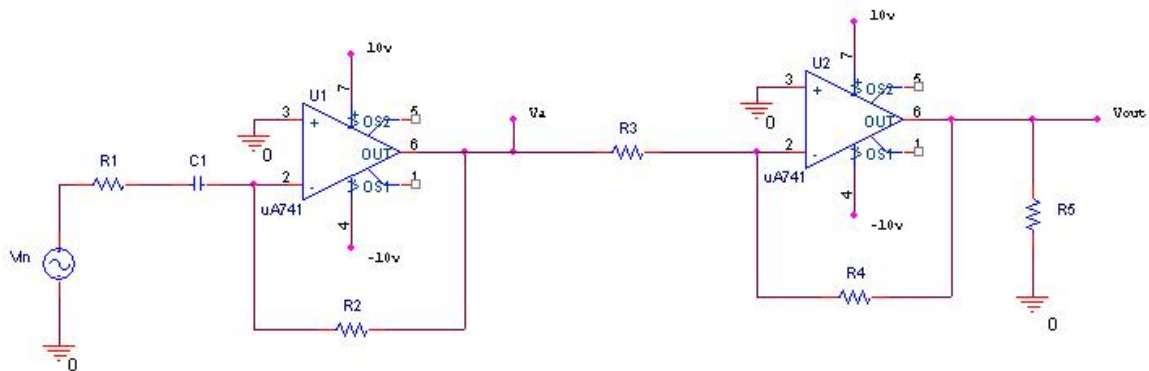 10v
10v
U2
7
5
OS2
3
+
6
Vout
OUT
0
2
-
OS1
1
uA741
4
-10v
U1
7
5
OS2
3
+
Va
R3
6
OUT
0
R1
C1
2
-
OS1
1
uA741
4
-10v
R5
Vin
R4
R2
0
0